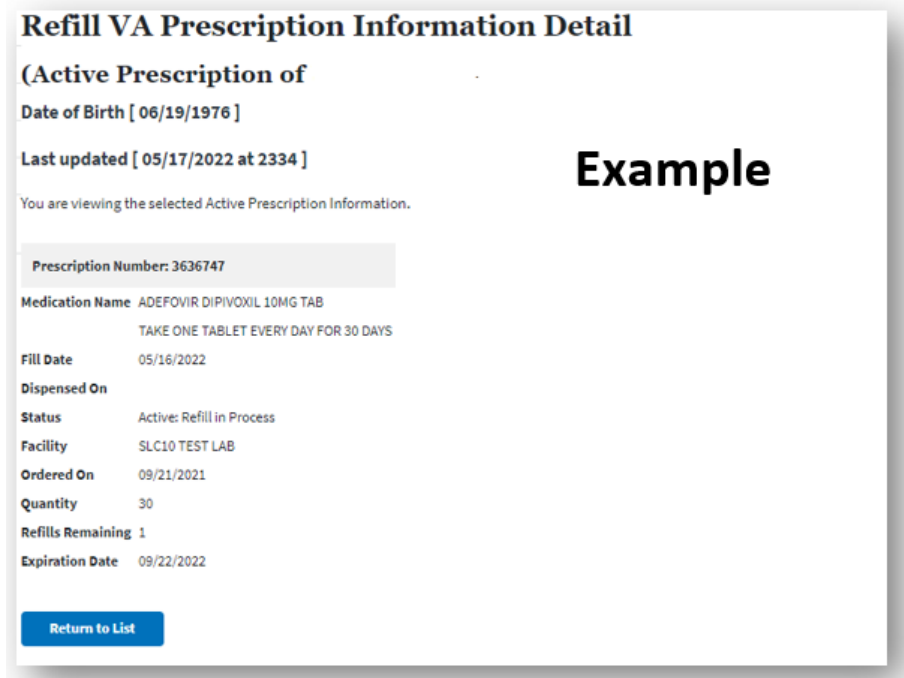 Refill VA Prescription Information Detail
(Active Prescription of
Date of Birth [ 06/19/1976 ]
Last updated [ 05/17/2022 at 2334 ]
Example
You are viewing the selected Active Prescription Information.
Prescription Number: 3636747
Medication Name ADEFOVIR DIPIVOXIL 10MG TAB
TAKE ONE TABLET EVERY DAY FOR 30 DAYS
Fill Date 05/16/2022
Dispensed On
Status Active: Refill in Process
Facility SLC10 TEST LAB
Ordered On 09/21/2021
Quantity 30
Refills Remaining 1
Expiration Date 09/22/2022
Return to List